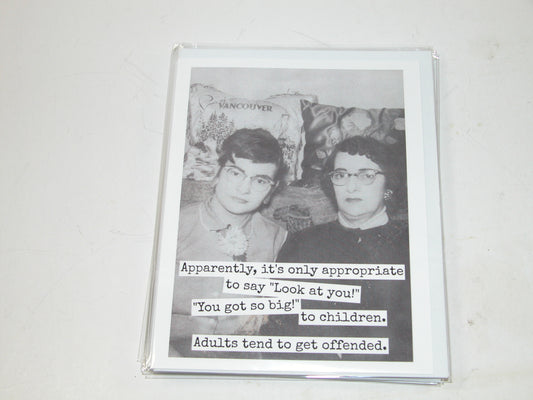 VANCOUVER
Apparently, it's only appropriate
to say "Look at you!"
"You got so big!" to children.
Adults tend to get offended.